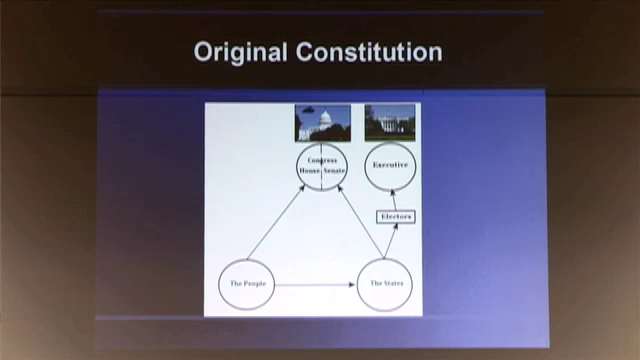 Original Constitution
Congress
House, Senate
Executive
Electors
The People
The States